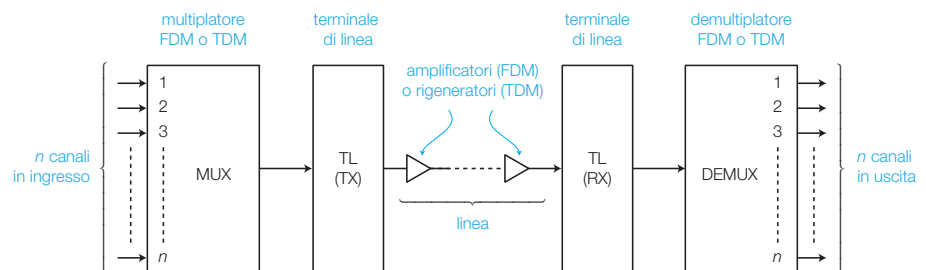 multiplatore
FDM o TDM
terminale
di linea
terminale
di linea
demultiplatore
FDM o TDM
amplificatori (FDM)
o rigeneratori (TDM)
n canali
in ingresso
1
2
3
n
MUX
TL
(TX)
linea
TL
(RX)
DEMUX
1
2
3
n
n canali
in uscita